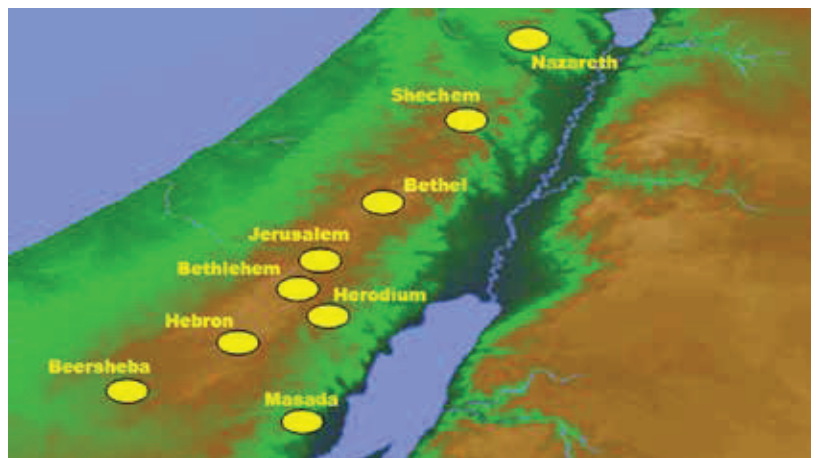 Nazareth
Shechem
Bethel
Jerusalem
Bethlehem
Herodium
Hebron
Beersheba
Masada